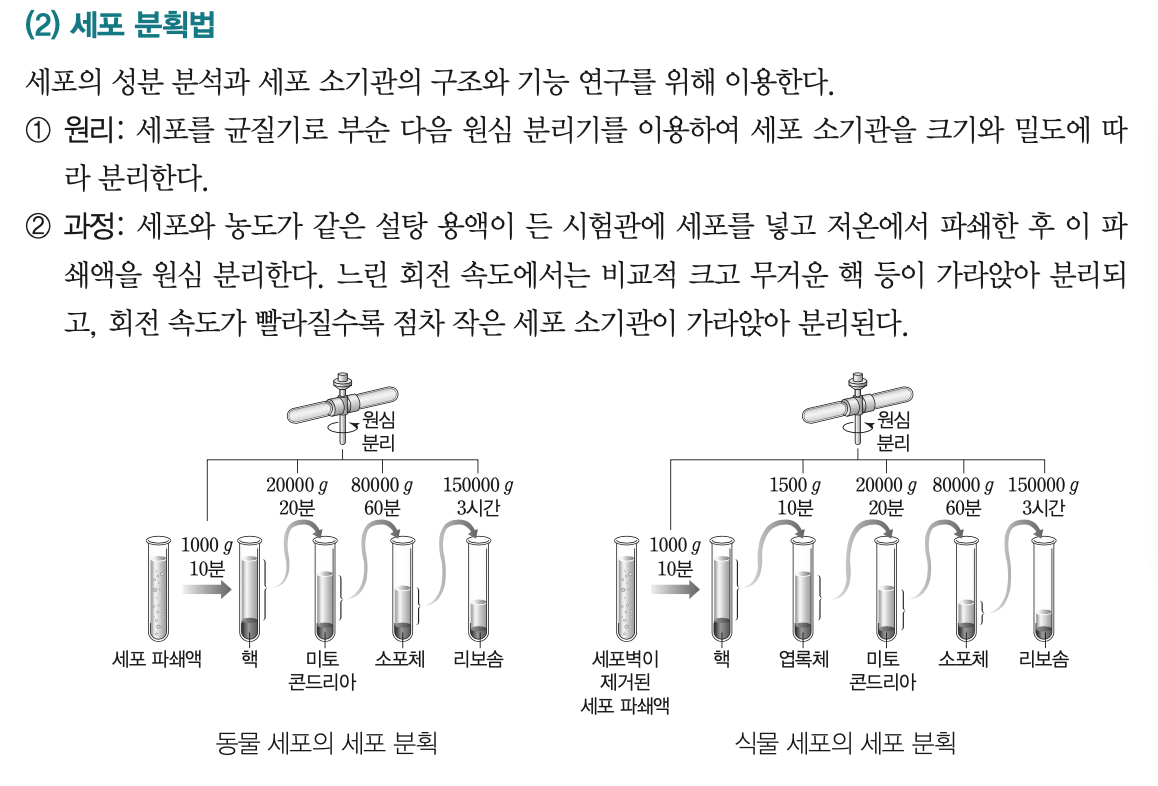 (2) 세포 분획법
세포의 성분 분석과 세포 소기관의 구조와 기능 연구를 위해 이용한다.
① 원리: 세포를 균질기로 부순 다음 원심 분리기를 이용하여 세포 소기관을 크기와 밀도에 따
라 분리한다.
② 과정: 세포와 농도가 같은 설탕 용액이 든 시험관에 세포를 넣고 저온에서 파쇄한 후 이 파
쇄액을 원심 분리한다. 느린 회전 속도에서는 비교적 크고 무거운 핵 등이 가라앉아 분리되
고, 회전 속도가 빨라질수록 점차 작은 세포 소기관이 가라앉아 분리된다.
원심
분리
20000 g
20분
80000 g
60분
150000 g
3시간
1000 g
10분
세포 파쇄액
핵
미토
콘드리아
소포체
리보솜
동물 세포의 세포 분획
원심
분리
1500 g
10분
20000 g
20분
80000 g
60분
150000 g
3시간
1000 g
10분
세포벽이
제거된
세포 파쇄액
핵
엽록체
미토
콘드리아
소포체
리보솜
식물 세포의 세포 분획